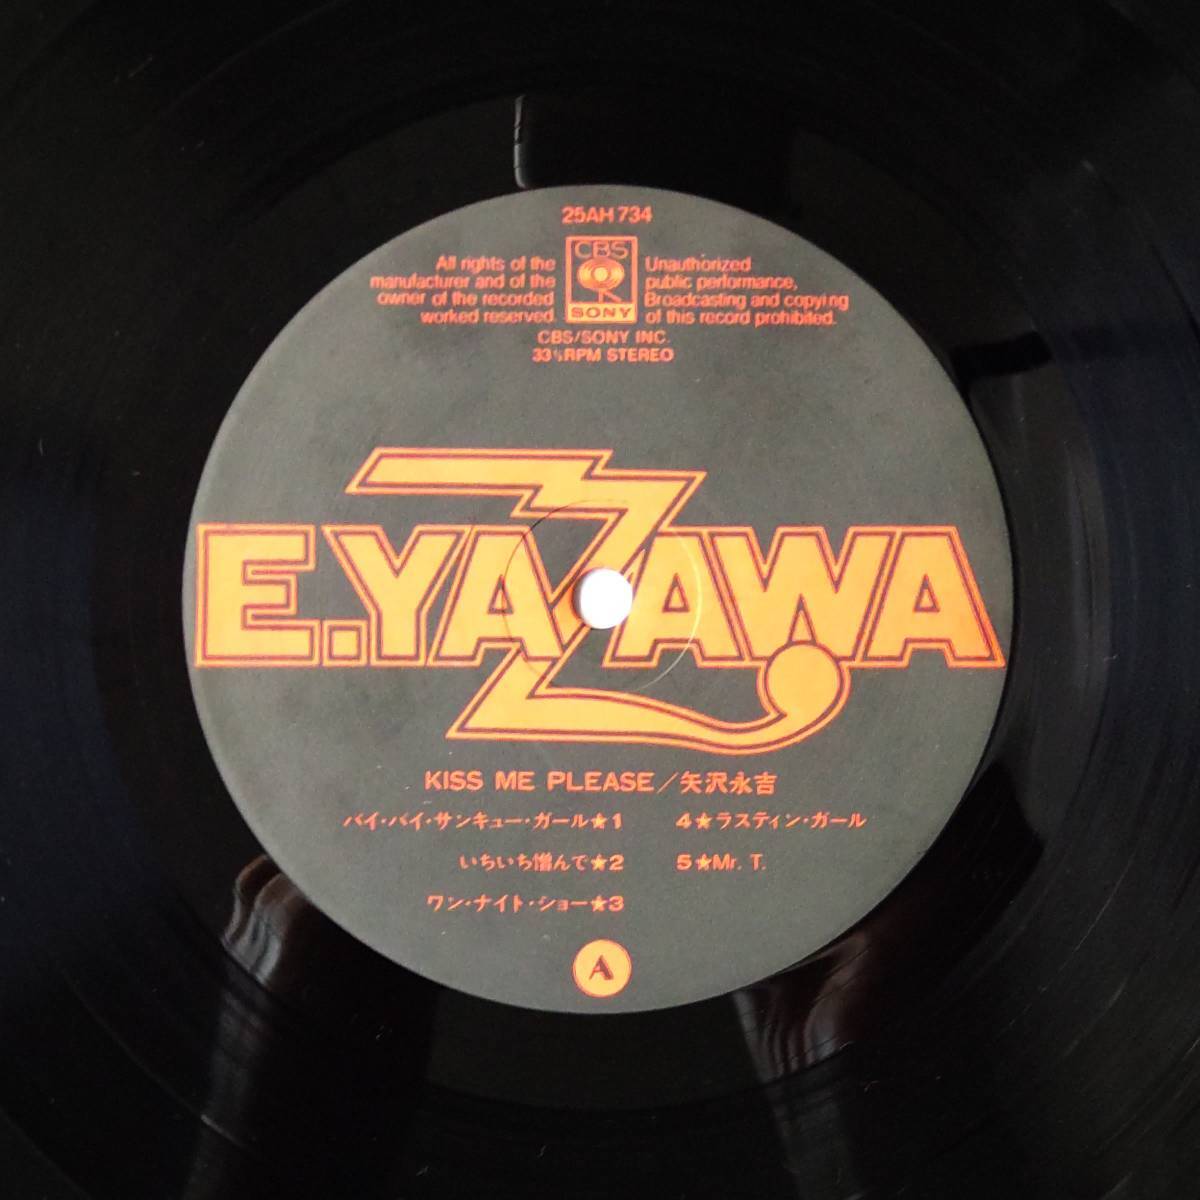 25AH 734
All rights of the
manufacturer and of the
owner of the recorded
worked reserved.
CBS
SONY
Unauthorized
public performance,
Broadcasting and copying
of this record prohibited.
CBS/SONY INC.
33⅓RPM STEREO
E.YAZAWA
KISS ME PLEASE/矢沢永吉
バイ・バイ・サンキュー・ガール★1
いちいち憎んで★2
ワン・ナイト・ショー★3
4★ラスティン・ガール
5★Mr. T.
A